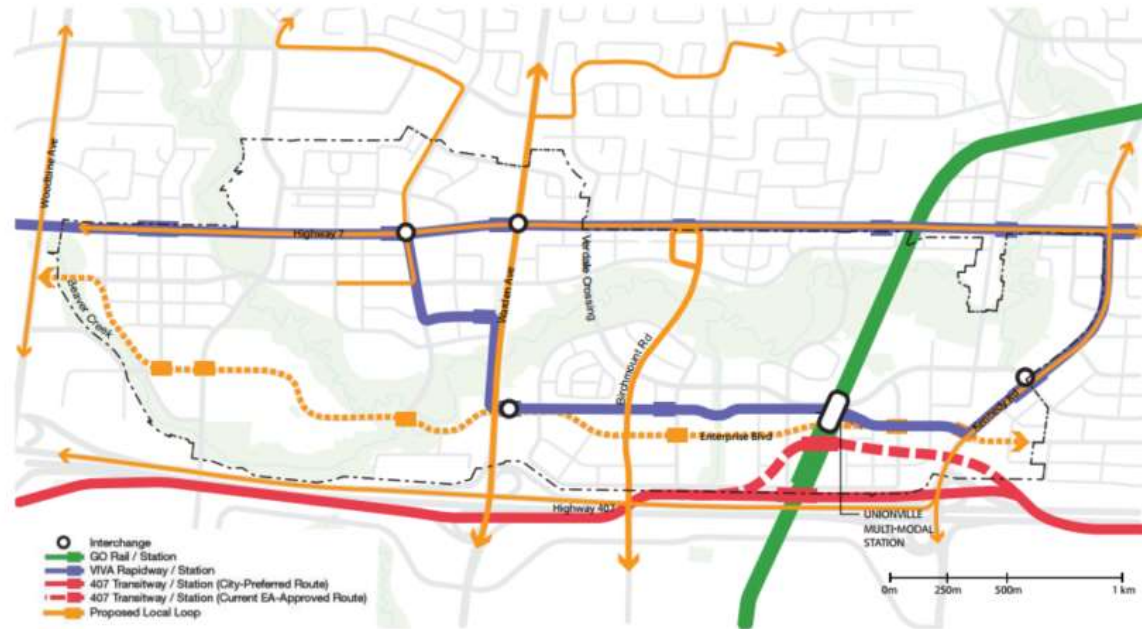 Woodbine Ave
Highway 7
Warden Ave
Verdale Crossing
Beaver Creek
Birchmount Rd
Enterprise Blvd
Kennedy Rd
Highway 407
UNIONVILLE
MULTI-MODAL
STATION
Interchange
GO Rail / Station
VIVA Rapidway / Station
407 Transitway / Station (City-Preferred Route)
407 Transitway / Station (Current EA-Approved Route)
Proposed Local Loop
0m 250m 500m 1 km